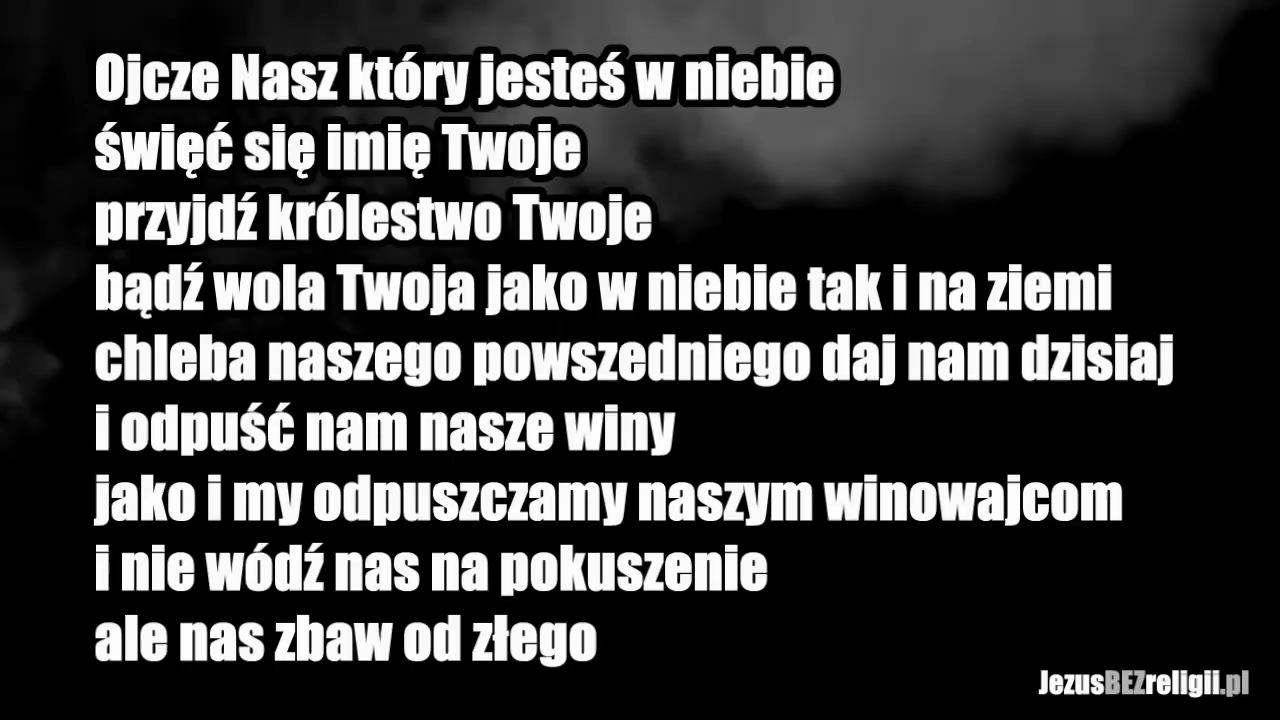 Ojcze Nasz który jesteś w niebie
święć się imię Twoje
przyjdź królestwo Twoje
bądź wola Twoja jako w niebie tak i na ziemi
chleba naszego powszedniego daj nam dzisiaj
i odpuść nam nasze winy
jako i my odpuszczamy naszym winowajcom
i nie wódź nas na pokuszenie
ale nas zbaw od złego
JezusBEZreligii.pl